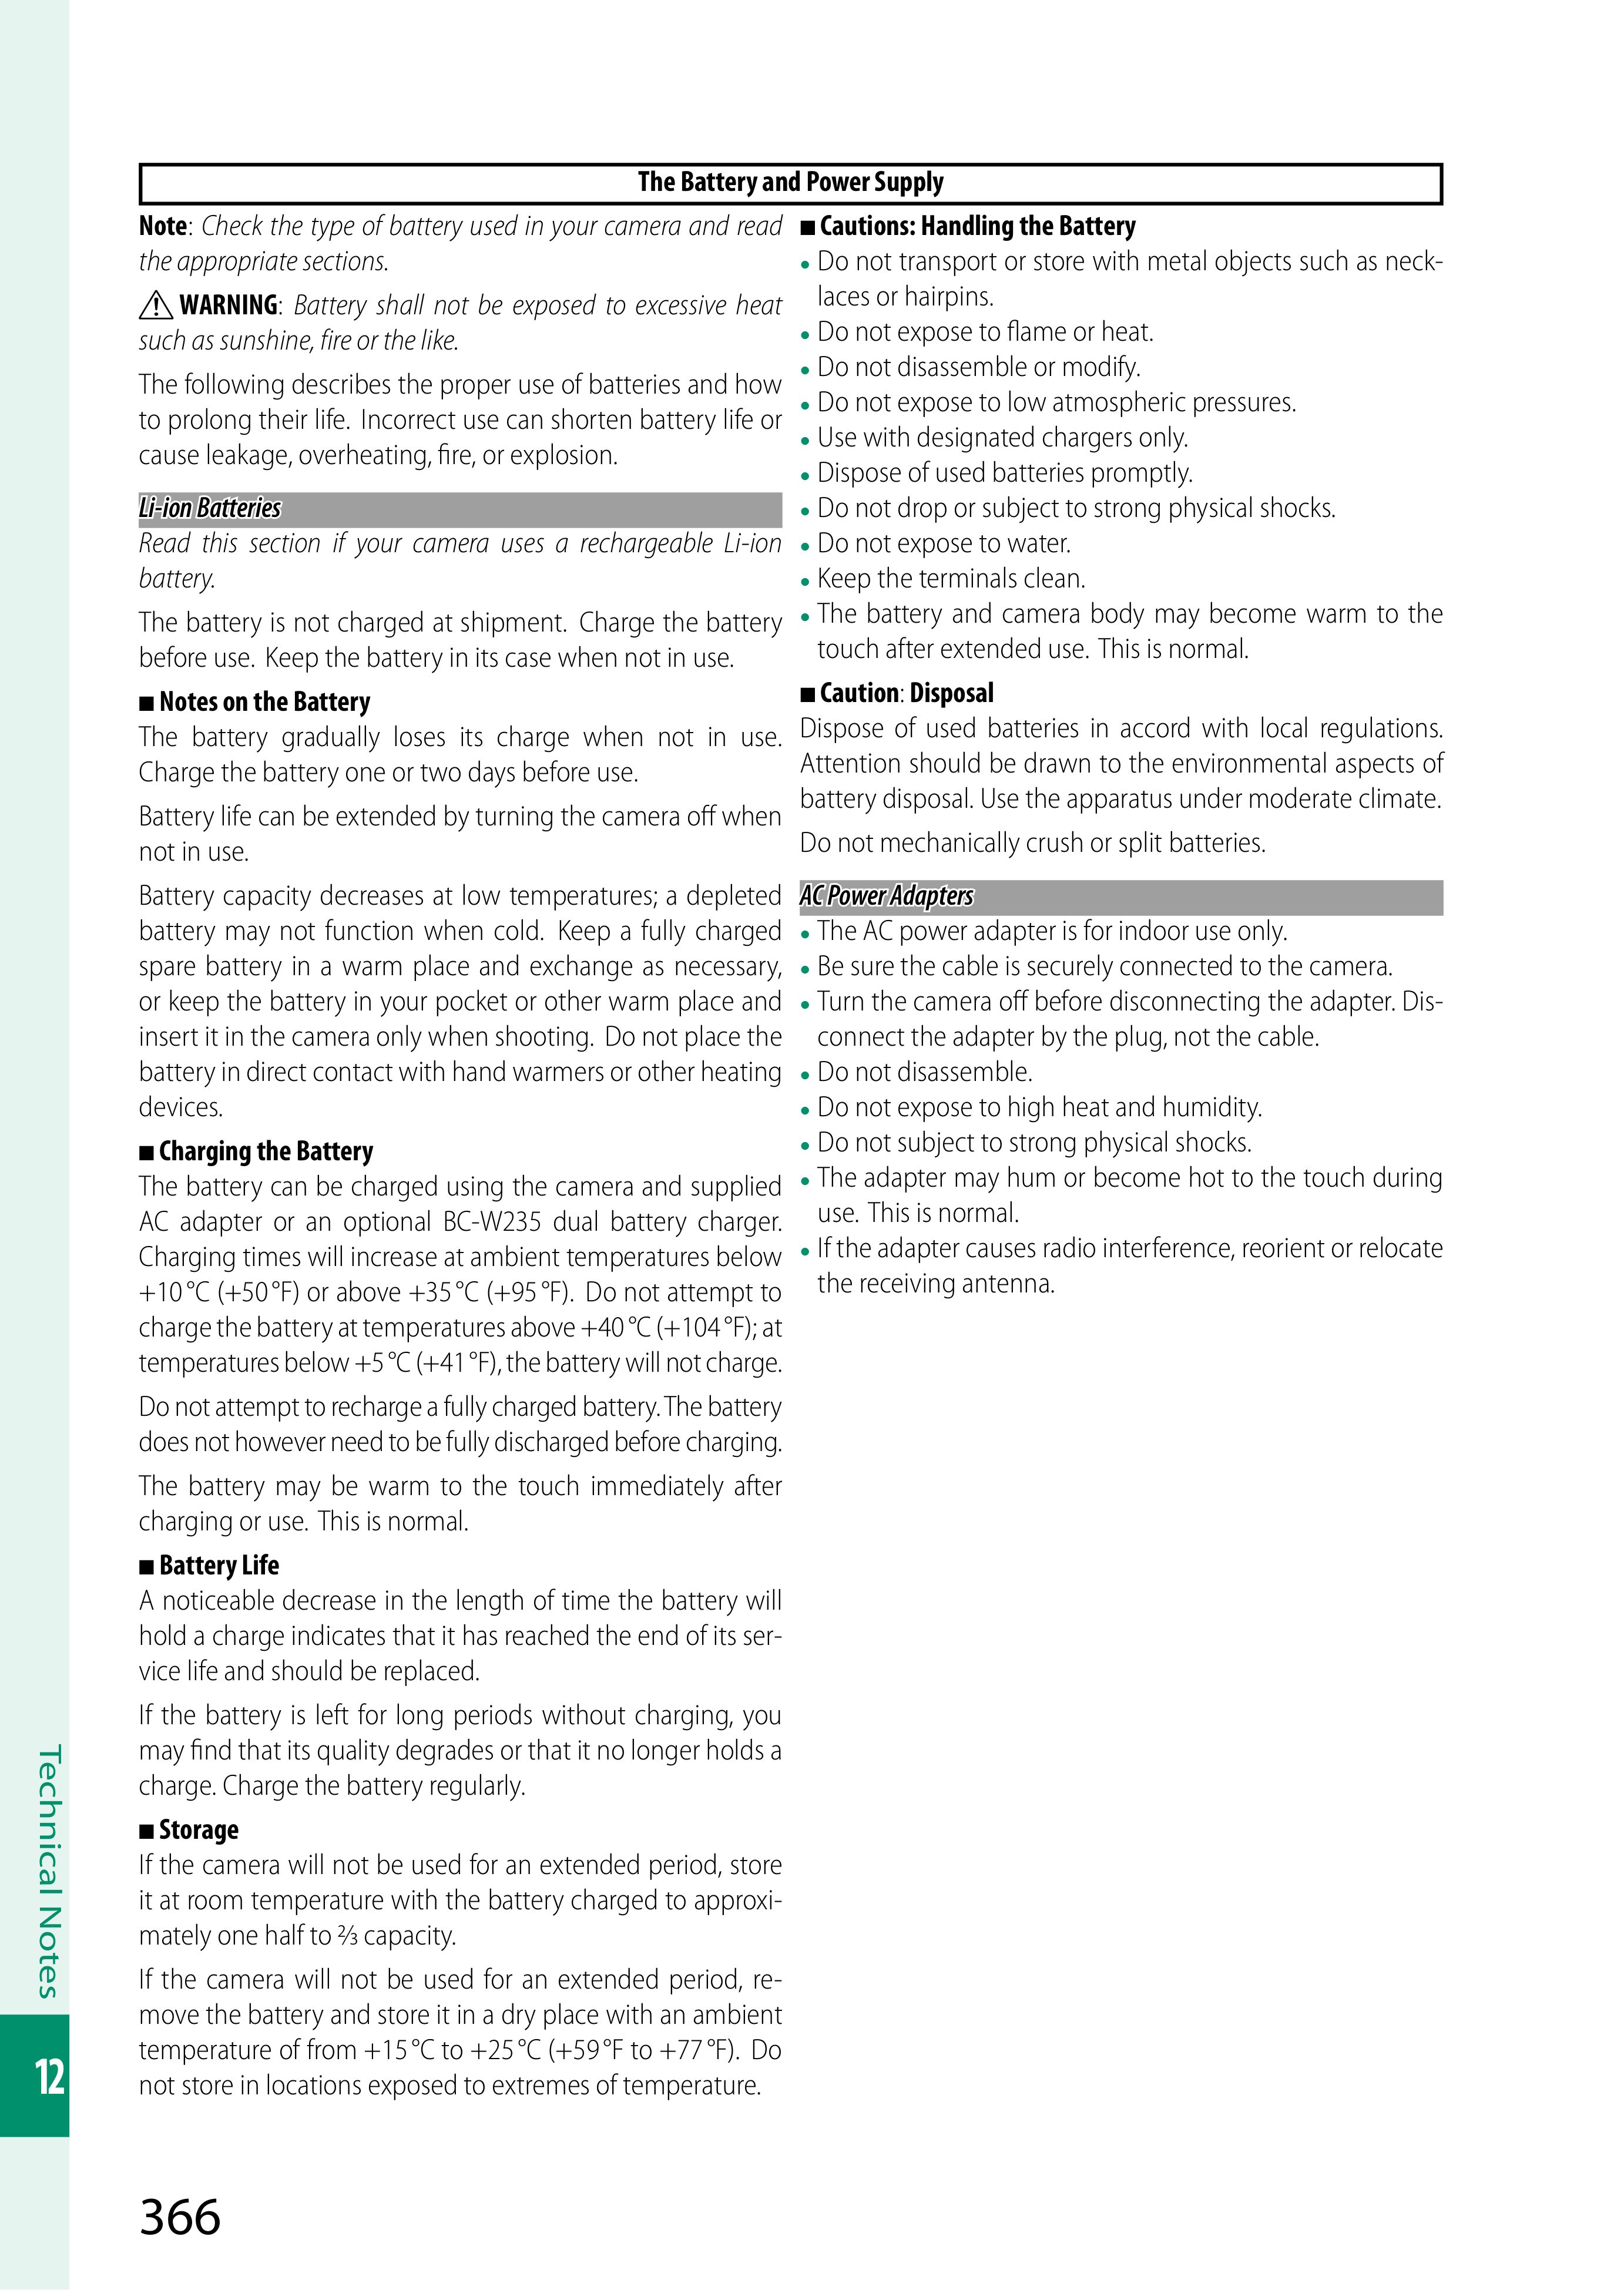 The Battery and Power Supply
Note: Check the type of battery used in your camera and read
the appropriate sections.
WARNING: Battery shall not be exposed to excessive heat
such as sunshine, fire or the like.
The following describes the proper use of batteries and how
to prolong their life. Incorrect use can shorten battery life or
cause leakage, overheating, fire, or explosion.
Li-ion Batteries
Read this section if your camera uses a rechargeable Li-ion
battery.
The battery is not charged at shipment. Charge the battery
before use. Keep the battery in its case when not in use.
■ Notes on the Battery
The battery gradually loses its charge when not in use.
Charge the battery one or two days before use.
Battery life can be extended by turning the camera off when
not in use.
Battery capacity decreases at low temperatures; a depleted
battery may not function when cold. Keep a fully charged
spare battery in a warm place and exchange as necessary,
or keep the battery in your pocket or other warm place and
insert it in the camera only when shooting. Do not place the
battery in direct contact with hand warmers or other heating
devices.
■ Charging the Battery
The battery can be charged using the camera and supplied
AC adapter or an optional BC-W235 dual battery charger.
Charging times will increase at ambient temperatures below
+10 °C (+50 °F) or above +35 °C (+95 °F). Do not attempt to
charge the battery at temperatures above +40 °C (+104 °F); at
temperatures below +5 °C (+41 °F), the battery will not charge.
Do not attempt to recharge a fully charged battery. The battery
does not however need to be fully discharged before charging.
The battery may be warm to the touch immediately after
charging or use. This is normal.
■ Battery Life
A noticeable decrease in the length of time the battery will
hold a charge indicates that it has reached the end of its ser-
vice life and should be replaced.
If the battery is left for long periods without charging, you
may find that its quality degrades or that it no longer holds a
charge. Charge the battery regularly.
■ Storage
If the camera will not be used for an extended period, store
it at room temperature with the battery charged to approxi-
mately one half to ⅔ capacity.
If the camera will not be used for an extended period, re-
move the battery and store it in a dry place with an ambient
temperature of from +15 °C to +25 °C (+59 °F to +77 °F). Do
not store in locations exposed to extremes of temperature.
■ Cautions: Handling the Battery
• Do not transport or store with metal objects such as neck-
laces or hairpins.
• Do not expose to flame or heat.
• Do not disassemble or modify.
• Do not expose to low atmospheric pressures.
• Use with designated chargers only.
• Dispose of used batteries promptly.
• Do not drop or subject to strong physical shocks.
• Do not expose to water.
• Keep the terminals clean.
• The battery and camera body may become warm to the
touch after extended use. This is normal.
■ Caution: Disposal
Dispose of used batteries in accord with local regulations.
Attention should be drawn to the environmental aspects of
battery disposal. Use the apparatus under moderate climate.
Do not mechanically crush or split batteries.
AC Power Adapters
• The AC power adapter is for indoor use only.
• Be sure the cable is securely connected to the camera.
• Turn the camera off before disconnecting the adapter. Dis-
connect the adapter by the plug, not the cable.
• Do not disassemble.
• Do not expose to high heat and humidity.
• Do not subject to strong physical shocks.
• The adapter may hum or become hot to the touch during
use. This is normal.
• If the adapter causes radio interference, reorient or relocate
the receiving antenna.
Technical Notes
12
366